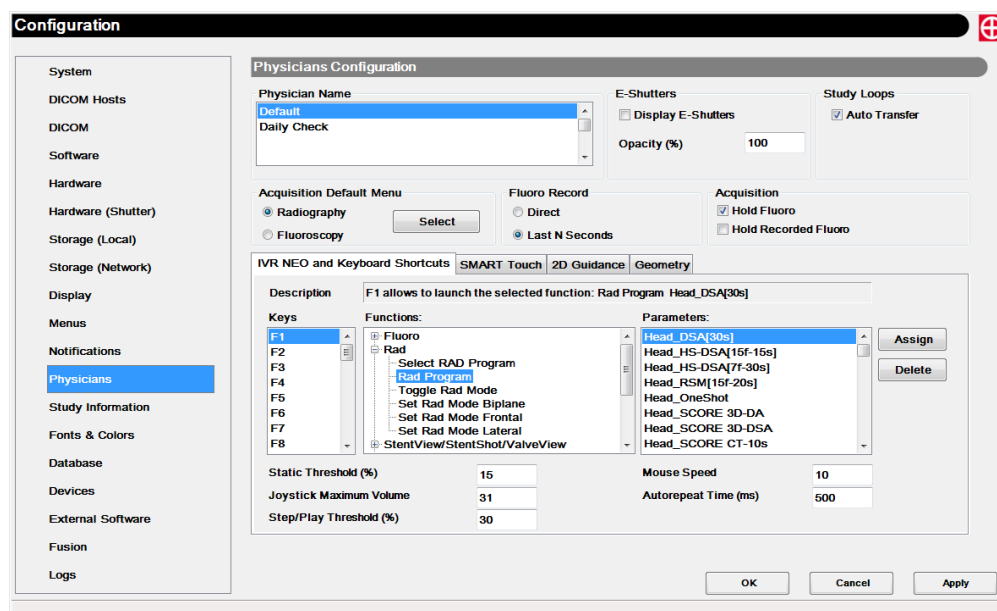 Configuration
System
DICOM Hosts
DICOM
Software
Hardware
Hardware (Shutter)
Storage (Local)
Storage (Network)
Display
Menus
Notifications
Physicians
Study Information
Fonts & Colors
Database
Devices
External Software
Fusion
Logs
Physicians Configuration
Physician Name
Default
Daily Check
E-Shutters
Display E-Shutters
Opacity (%) 100
Study Loops
Auto Transfer
Acquisition Default Menu
Radiography
Fluoroscopy
Select
Fluoro Record
Direct
Last N Seconds
Acquisition
Hold Fluoro
Hold Recorded Fluoro
IVR NEO and Keyboard Shortcuts SMART Touch 2D Guidance Geometry
Description F1 allows to launch the selected function: Rad Program Head_DSA[30s]
Keys
F1
F2
F3
F4
F5
F6
F7
F8
Functions:
Fluoro
Rad
Select RAD Program
Rad Program
Toggle Rad Mode
Set Rad Mode Biplane
Set Rad Mode Frontal
Set Rad Mode Lateral
StentView/StentShot/ValveView
Parameters:
Head_DSA[30s]
Head_HS-DSA[15f-15s]
Head_HS-DSA[7f-30s]
Head_RSM[15f-20s]
Head_OneShot
Head_SCORE 3D-DA
Head_SCORE 3D-DSA
Head_SCORE CT-10s
Assign
Delete
Static Threshold (%) 15
Joystick Maximum Volume 31
Step/Play Threshold (%) 30
Mouse Speed 10
Autorepeat Time (ms) 500
OK Cancel Apply